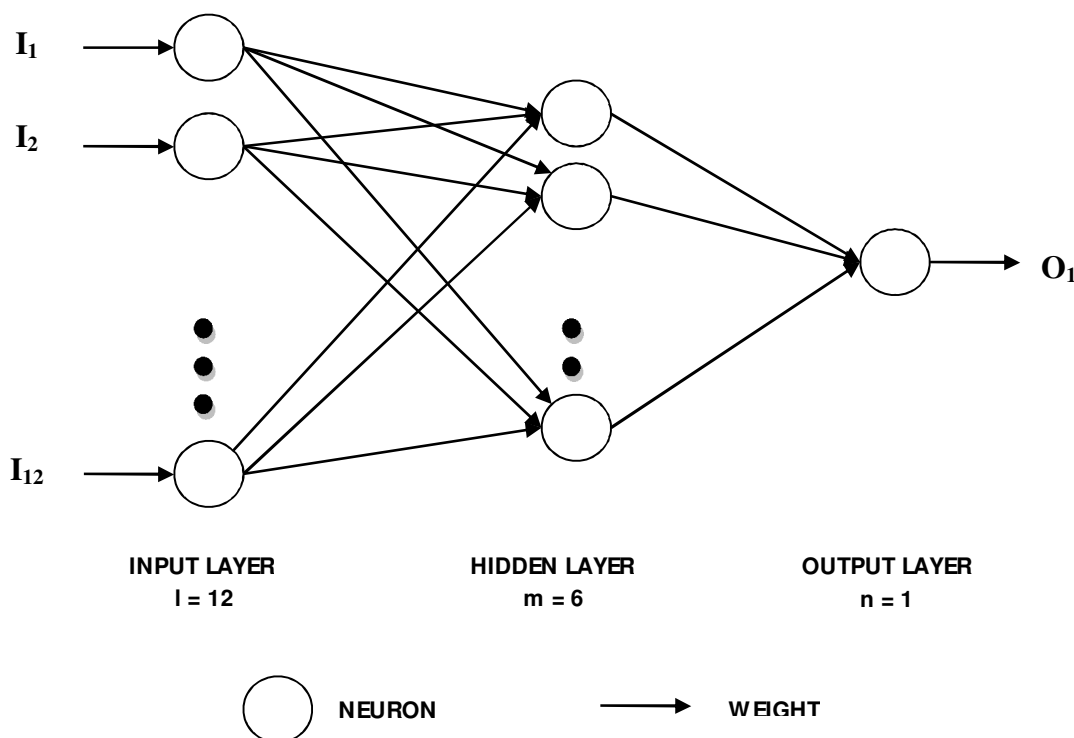 I₁
I₂
I₁₂
O₁
INPUT LAYER
l = 12
HIDDEN LAYER
m = 6
OUTPUT LAYER
n = 1
NEURON
WEIGHT